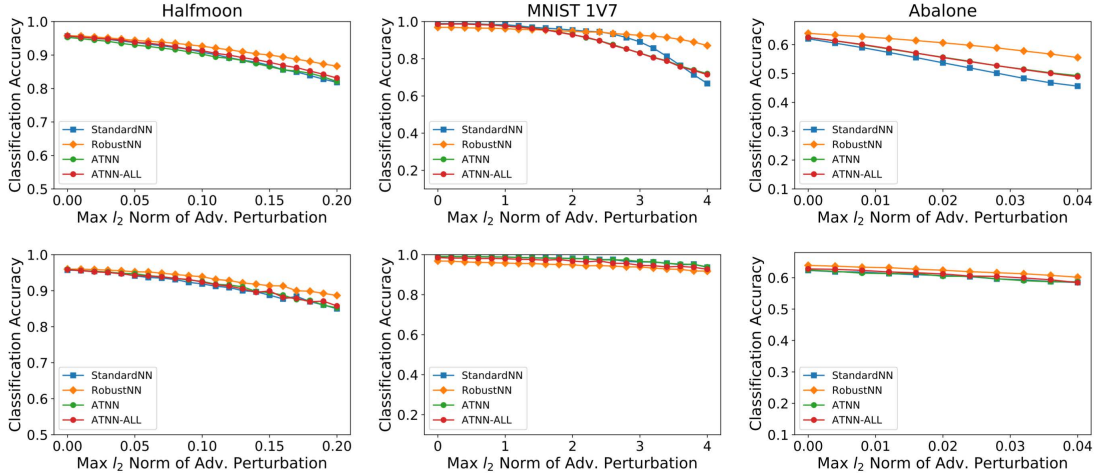 Halfmoon
MNIST 1V7
Abalone
Classification Accuracy
1.0
0.9
0.8
0.7
0.6
0.5
StandardNN
RobustNN
ATNN
ATNN-ALL
0.00 0.05 0.10 0.15 0.20
Max l₂ Norm of Adv. Perturbation
Classification Accuracy
1.0
0.8
0.6
0.4
0.2
StandardNN
RobustNN
ATNN
ATNN-ALL
0 1 2 3 4
Max l₂ Norm of Adv. Perturbation
Classification Accuracy
0.6
0.5
0.4
0.3
0.2
0.1
StandardNN
RobustNN
ATNN
ATNN-ALL
0.00 0.01 0.02 0.03 0.04
Max l₂ Norm of Adv. Perturbation
Classification Accuracy
1.0
0.9
0.8
0.7
0.6
0.5
StandardNN
RobustNN
ATNN
ATNN-ALL
0.00 0.05 0.10 0.15 0.20
Max l₂ Norm of Adv. Perturbation
Classification Accuracy
1.0
0.8
0.6
0.4
0.2
StandardNN
RobustNN
ATNN
ATNN-ALL
0 1 2 3 4
Max l₂ Norm of Adv. Perturbation
Classification Accuracy
0.6
0.5
0.4
0.3
0.2
0.1
StandardNN
RobustNN
ATNN
ATNN-ALL
0.00 0.01 0.02 0.03 0.04
Max l₂ Norm of Adv. Perturbation